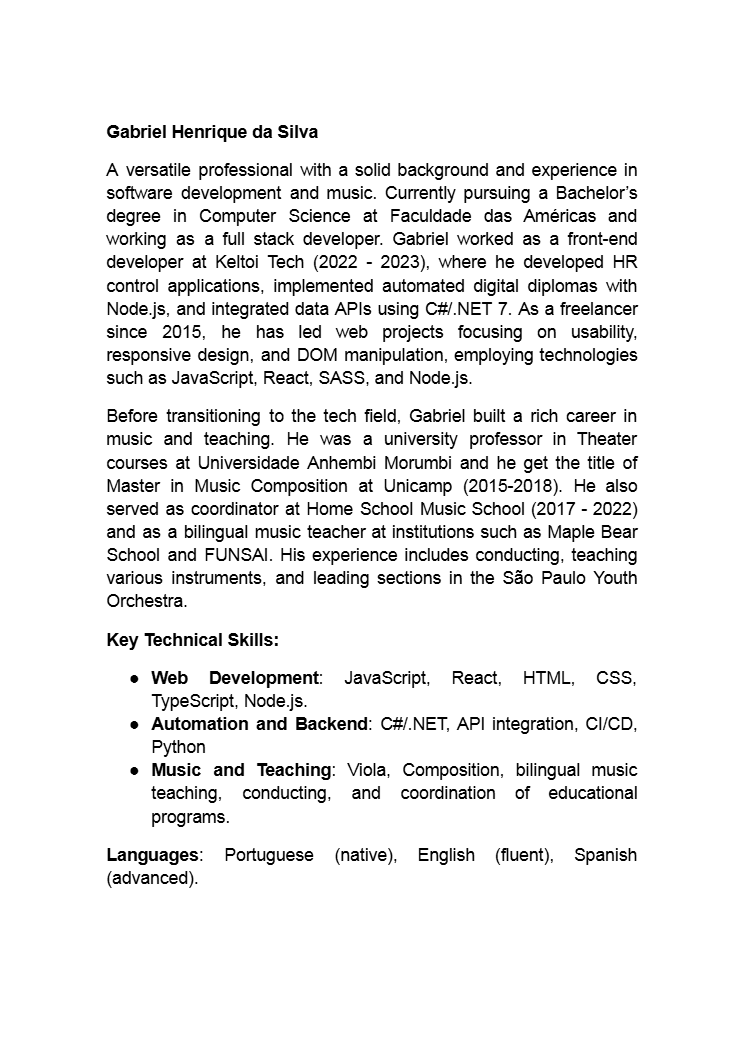 Gabriel Henrique da Silva
A versatile professional with a solid background and experience in
software development and music. Currently pursuing a Bachelor’s
degree in Computer Science at Faculdade das Américas and
working as a full stack developer. Gabriel worked as a front-end
developer at Keltoi Tech (2022 - 2023), where he developed HR
control applications, implemented automated digital diplomas with
Node.js, and integrated data APIs using C#/.NET 7. As a freelancer
since 2015, he has led web projects focusing on usability,
responsive design, and DOM manipulation, employing technologies
such as JavaScript, React, SASS, and Node.js.
Before transitioning to the tech field, Gabriel built a rich career in
music and teaching. He was a university professor in Theater
courses at Universidade Anhembi Morumbi and he get the title of
Master in Music Composition at Unicamp (2015-2018). He also
served as coordinator at Home School Music School (2017 - 2022)
and as a bilingual music teacher at institutions such as Maple Bear
School and FUNSAI. His experience includes conducting, teaching
various instruments, and leading sections in the São Paulo Youth
Orchestra.
Key Technical Skills:
● Web Development: JavaScript, React, HTML, CSS,
TypeScript, Node.js.
● Automation and Backend: C#/.NET, API integration, CI/CD,
Python
● Music and Teaching: Viola, Composition, bilingual music
teaching, conducting, and coordination of educational
programs.
Languages: Portuguese (native), English (fluent), Spanish
(advanced).